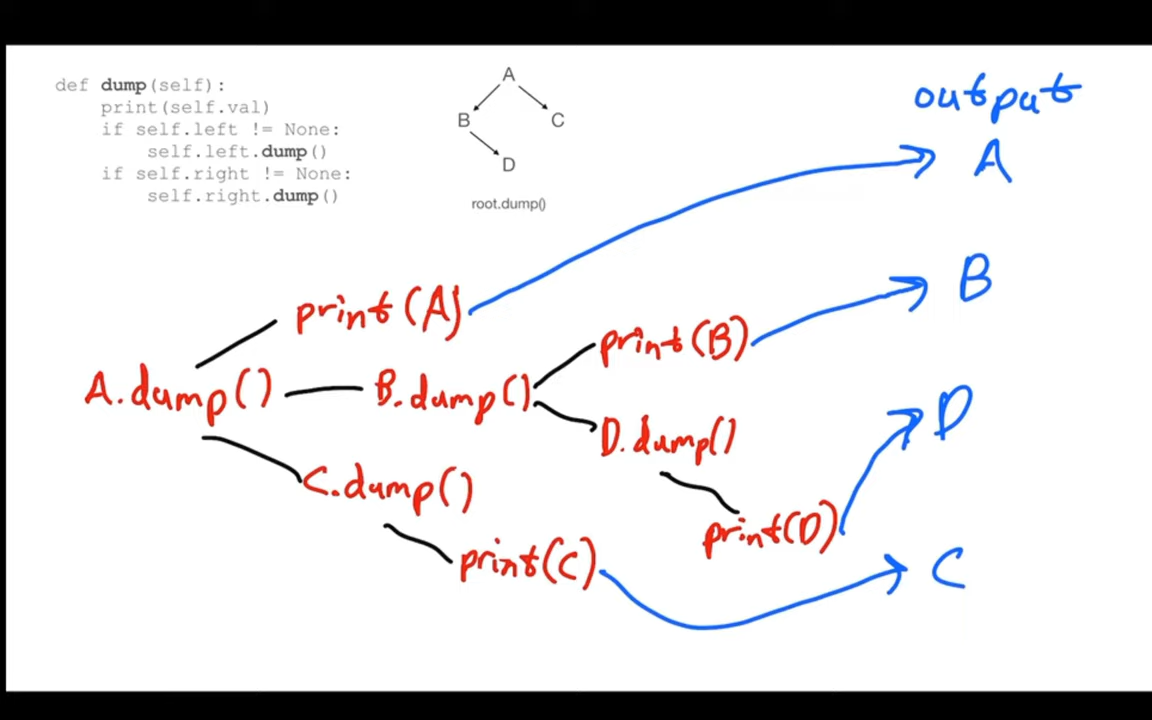 def dump(self):
    print(self.val)
    if self.left != None:
        self.left.dump()
    if self.right != None:
        self.right.dump()
A
B C
D
root.dump()
output
A
print(A)
B
print(B)
A.dump()
B.dump()
D
D.dump()
C.dump()
print(D)
print(C)
C